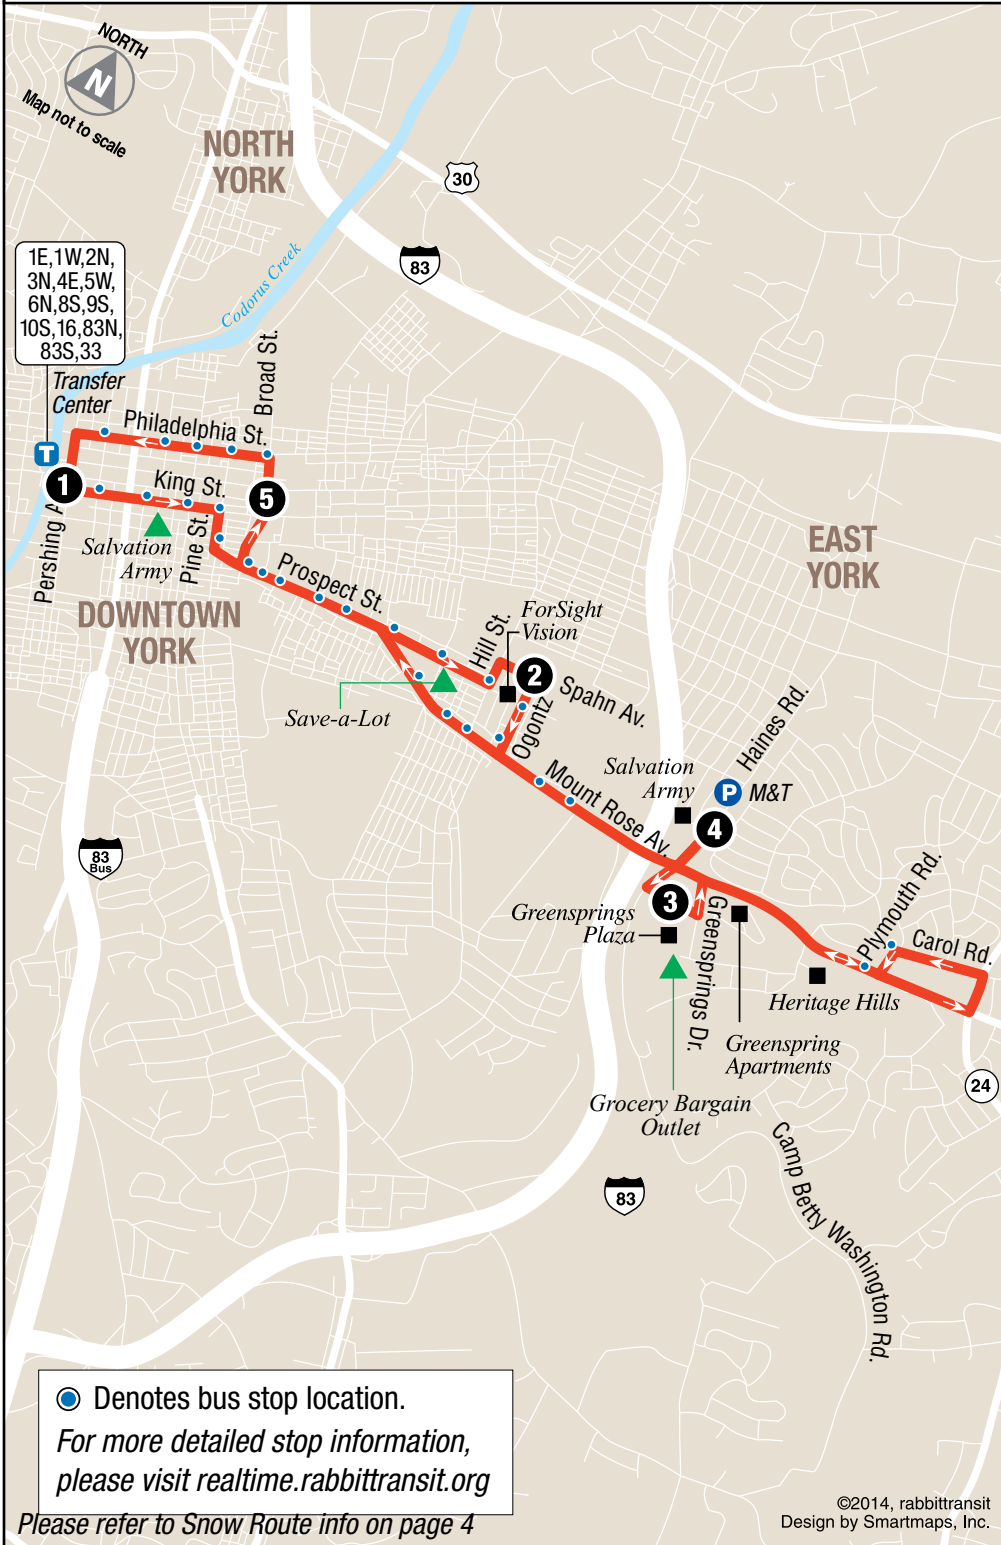 NORTH
N
Map not to scale
NORTH
YORK
30
83
Codorus Creek
1E,1W,2N,
3N,4E,5W,
6N,8S,9S,
10S,16,83N,
83S,33
Transfer
Center
Broad St.
Philadelphia St.
T
1
King St.
5
Pershing A
Salvation
Army
Pine St.
Prospect St.
DOWNTOWN
YORK
EAST
YORK
ForSight
Vision
Hill St.
2
Spahn Av.
Save-a-Lot
Ogontz
Haines Rd.
Salvation
Army
P M&T
Mount Rose Av.
4
83
Bus
3
Greensprings
Plaza
Greensprings Dr.
Plymouth Rd.
Carol Rd.
Heritage Hills
Greenspring
Apartments
24
Grocery Bargain
Outlet
Camp Betty Washington Rd.
83
Denotes bus stop location.
For more detailed stop information,
please visit realtime.rabbittransit.org
Please refer to Snow Route info on page 4
©2014, rabbittransit
Design by Smartmaps, Inc.